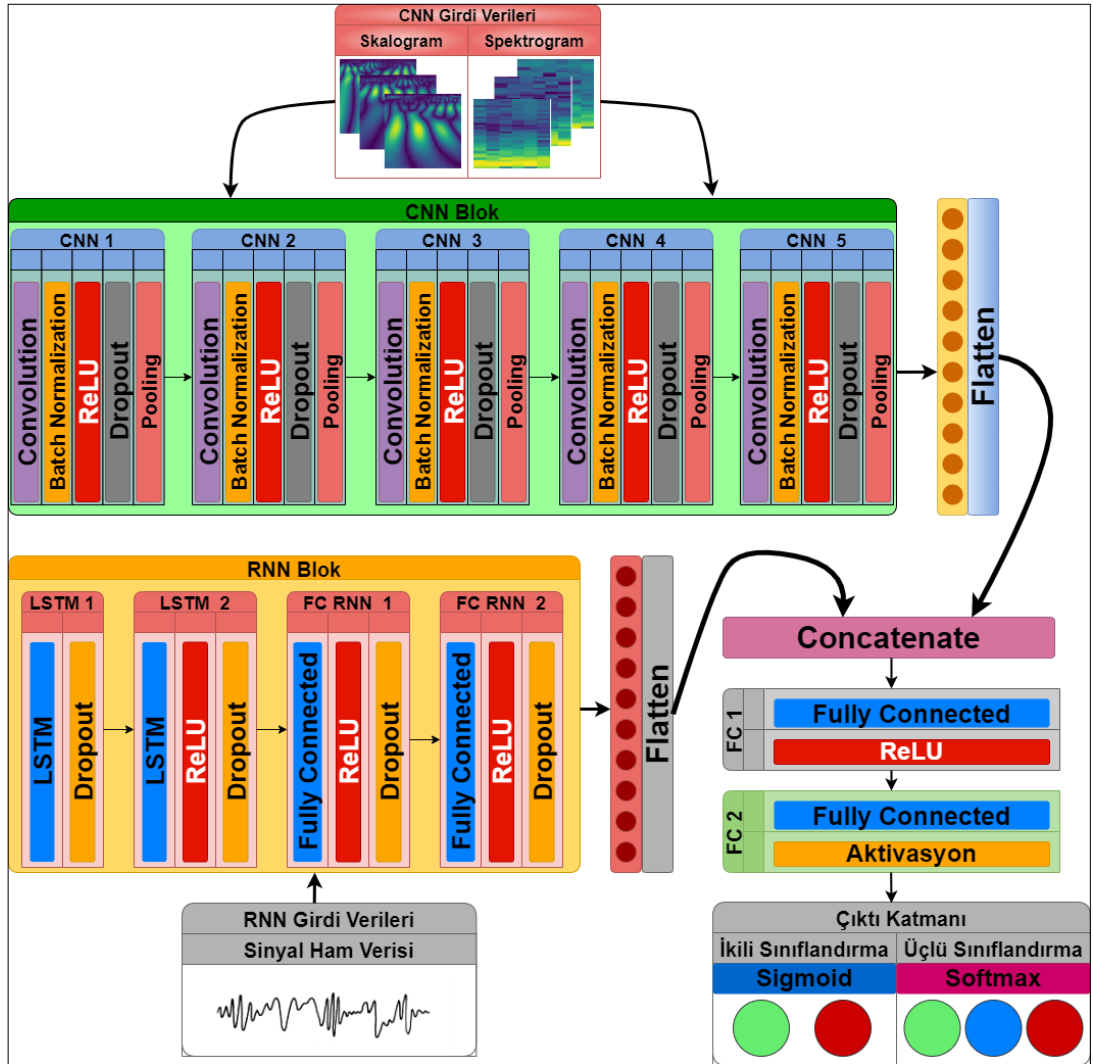 CNN Girdi Verileri
Skalogram Spektrogram
CNN Blok
CNN 1 CNN 2 CNN 3 CNN 4 CNN 5
Convolution
Batch Normalization
ReLU
Dropout
Pooling
Convolution
Batch Normalization
ReLU
Dropout
Pooling
Convolution
Batch Normalization
ReLU
Dropout
Pooling
Convolution
Batch Normalization
ReLU
Dropout
Pooling
Convolution
Batch Normalization
ReLU
Dropout
Pooling
Flatten
RNN Blok
LSTM 1 LSTM 2 FC RNN 1 FC RNN 2
LSTM
Dropout
LSTM
ReLU
Dropout
Fully Connected
ReLU
Dropout
Fully Connected
ReLU
Dropout
Flatten
RNN Girdi Verileri
Sinyal Ham Verisi
Concatenate
FC 1
Fully Connected
ReLU
FC 2
Fully Connected
Aktivasyon
Çıktı Katmanı
İkili Sınıflandırma Üçlü Sınıflandırma
Sigmoid Softmax